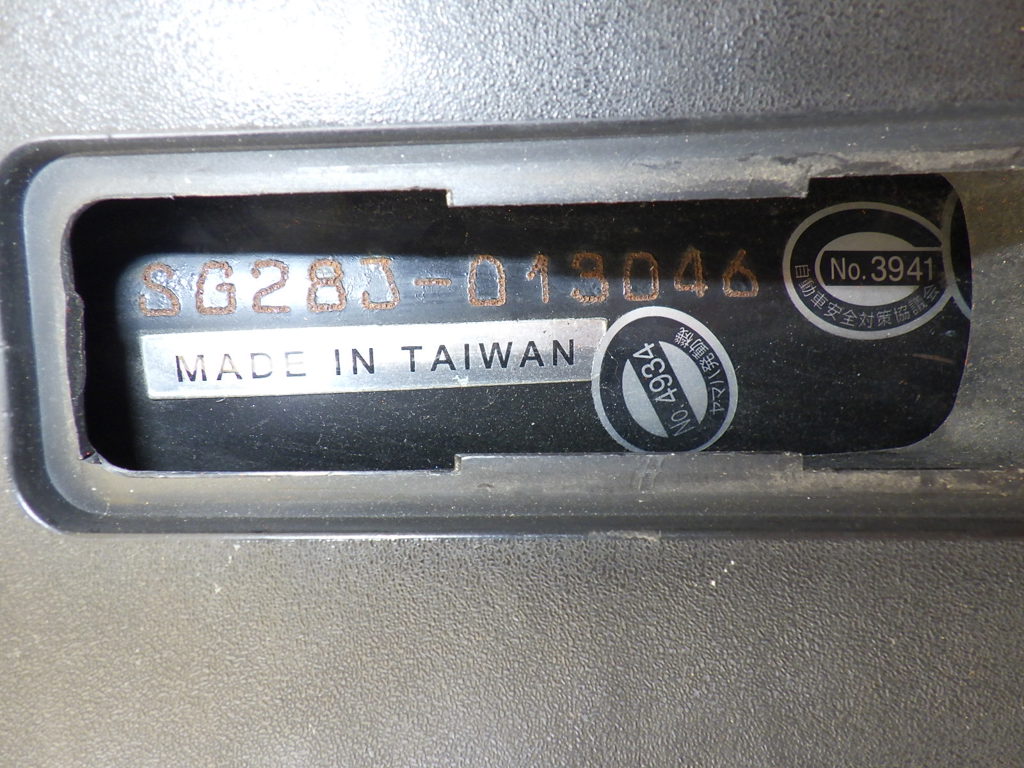 SG28J-013046
MADE IN TAIWAN
No.3941
自動車安全対策協議会
No.4934
ヤマハ発動機